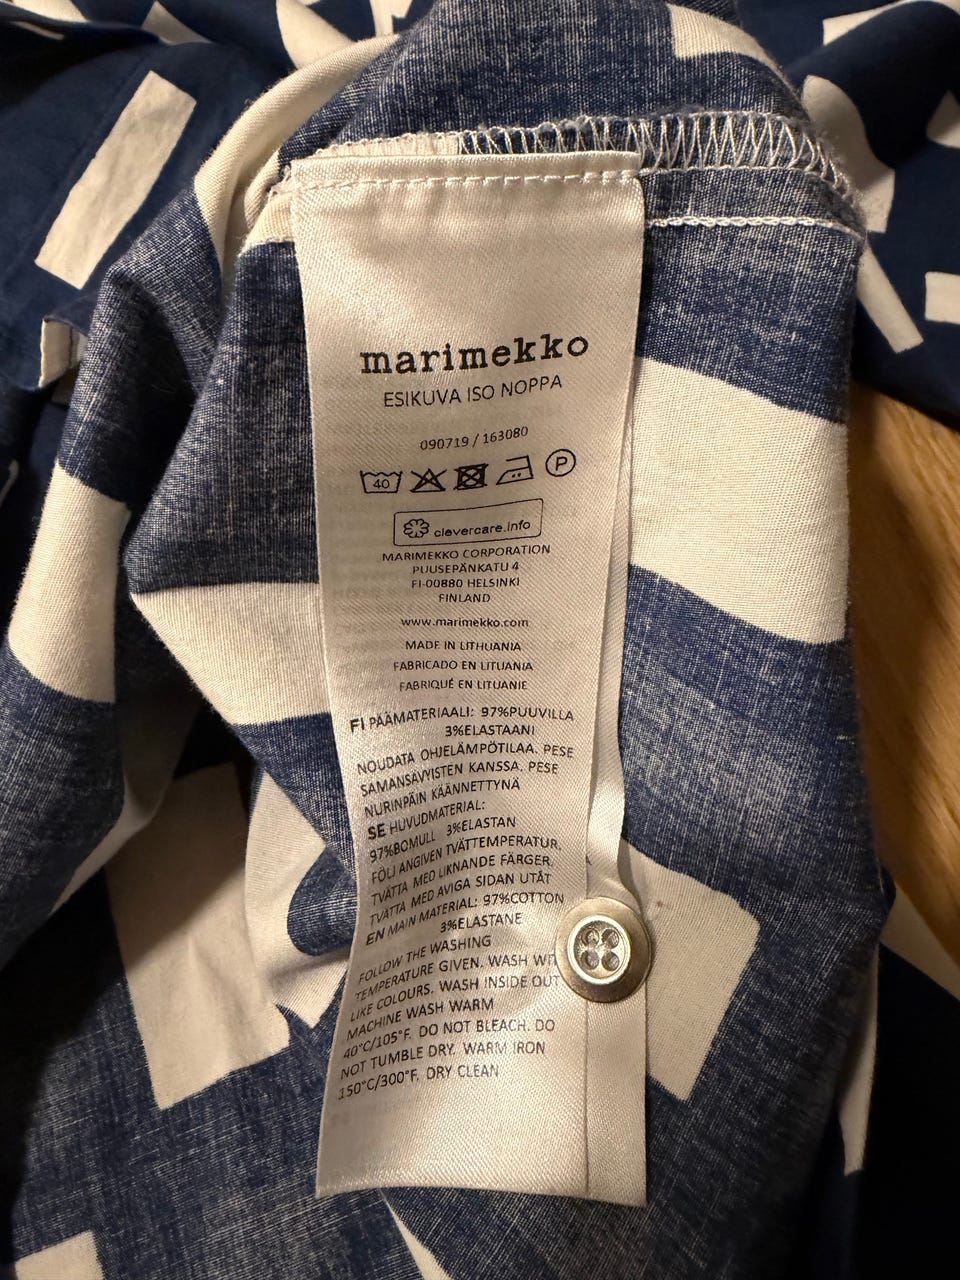 marimekko
ESIKUVA ISO NOPPA
090719 / 163080
40 P
clevercare.info
MARIMEKKO CORPORATION
PUUSEPÄNKATU 4
FI-00880 HELSINKI
FINLAND
www.marimekko.com
MADE IN LITHUANIA
FABRICADO EN LITUANIA
FABRIQUÉ EN LITUANIE
FI PÄÄMATERIAALI: 97%PUUVILLA
3%ELASTAANI
NOUDATA OHJELÄMPÖTILAA. PESE
SAMANSÄVYISTEN KANSSA. PESE
NURINPÄIN KÄÄNNETTYNÄ
SE HUVUDMATERIAL:
97%BOMULL 3%ELASTAN
FÖLJ ANGIVEN TVÄTTEMPERATUR.
TVÄTTA MED LIKNANDE FÄRGER.
TVÄTTA MED AVIGA SIDAN UTÅT
EN MAIN MATERIAL: 97%COTTON
3%ELASTANE
FOLLOW THE WASHING
TEMPERATURE GIVEN. WASH WIT
LIKE COLOURS. WASH INSIDE OUT
MACHINE WASH WARM
40°C/105°F. DO NOT BLEACH. DO
NOT TUMBLE DRY. WARM IRON
150°C/300°F. DRY CLEAN